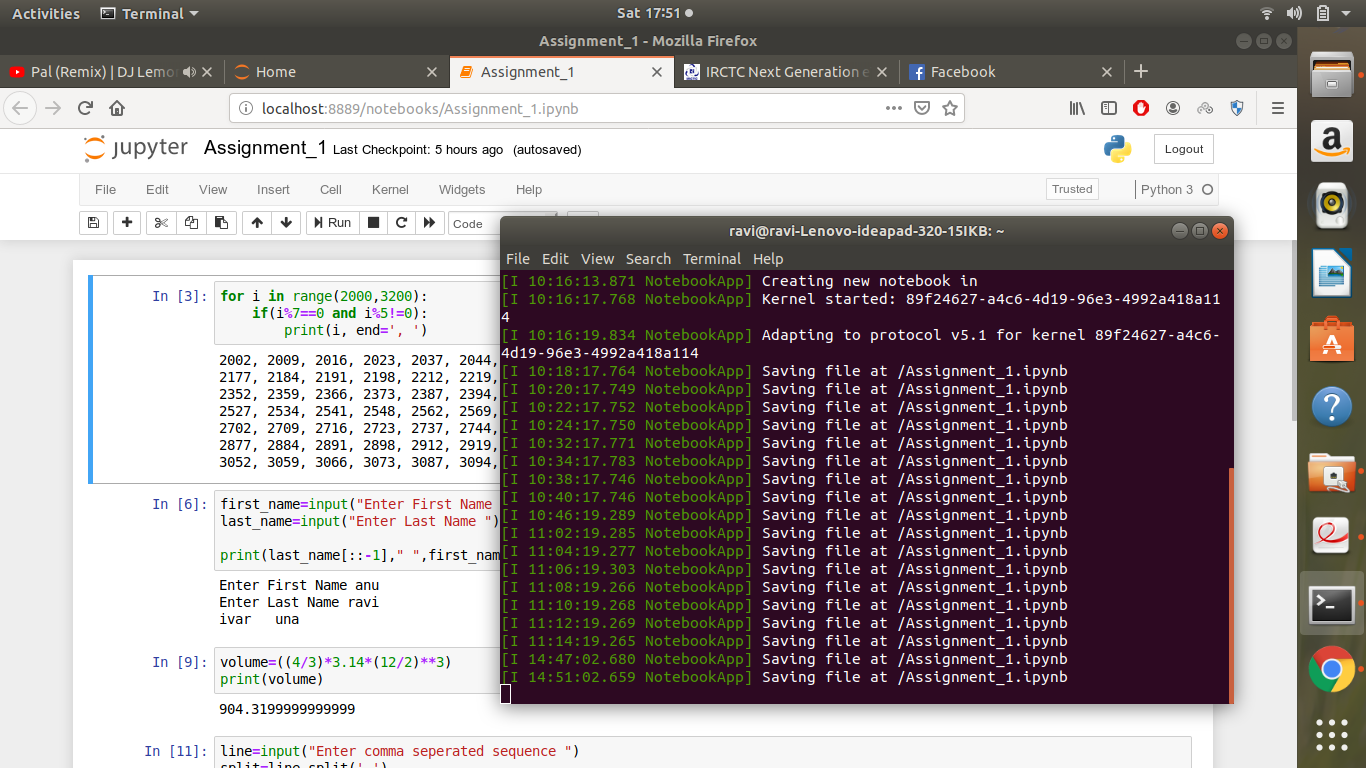 Activities Terminal Sat 17:51
Assignment_1 - Mozilla Firefox
Pal (Remix) | DJ Lemon Home Assignment_1 IRCTC Next Generation e Facebook
localhost:8889/notebooks/Assignment_1.ipynb
jupyter Assignment_1 Last Checkpoint: 5 hours ago (autosaved) Logout
File Edit View Insert Cell Kernel Widgets Help Trusted Python 3
Run Code
In [3]: for i in range(2000,3200):
if(i%7==0 and i%5!=0):
print(i, end=', ')
2002, 2009, 2016, 2023, 2037, 2044,
2177, 2184, 2191, 2198, 2212, 2219,
2352, 2359, 2366, 2373, 2387, 2394,
2527, 2534, 2541, 2548, 2562, 2569,
2702, 2709, 2716, 2723, 2737, 2744,
2877, 2884, 2891, 2898, 2912, 2919,
3052, 3059, 3066, 3073, 3087, 3094,
In [6]: first_name=input("Enter First Name
last_name=input("Enter Last Name ")
print(last_name[::-1]," ",first_nam
Enter First Name anu
Enter Last Name ravi
ivar   una
In [9]: volume=((4/3)*3.14*(12/2)**3)
print(volume)
904.3199999999999
In [11]: line=input("Enter comma seperated sequence ")
split=line.split(',')
ravi@ravi-Lenovo-ideapad-320-15IKB: ~
File Edit View Search Terminal Help
[I 10:16:13.871 NotebookApp] Creating new notebook in
[I 10:16:17.768 NotebookApp] Kernel started: 89f24627-a4c6-4d19-96e3-4992a418a11
4
[I 10:16:19.834 NotebookApp] Adapting to protocol v5.1 for kernel 89f24627-a4c6-
4d19-96e3-4992a418a114
[I 10:18:17.764 NotebookApp] Saving file at /Assignment_1.ipynb
[I 10:20:17.749 NotebookApp] Saving file at /Assignment_1.ipynb
[I 10:22:17.752 NotebookApp] Saving file at /Assignment_1.ipynb
[I 10:24:17.750 NotebookApp] Saving file at /Assignment_1.ipynb
[I 10:32:17.771 NotebookApp] Saving file at /Assignment_1.ipynb
[I 10:34:17.783 NotebookApp] Saving file at /Assignment_1.ipynb
[I 10:38:17.746 NotebookApp] Saving file at /Assignment_1.ipynb
[I 10:40:17.746 NotebookApp] Saving file at /Assignment_1.ipynb
[I 10:46:19.289 NotebookApp] Saving file at /Assignment_1.ipynb
[I 11:02:19.285 NotebookApp] Saving file at /Assignment_1.ipynb
[I 11:04:19.277 NotebookApp] Saving file at /Assignment_1.ipynb
[I 11:06:19.303 NotebookApp] Saving file at /Assignment_1.ipynb
[I 11:08:19.266 NotebookApp] Saving file at /Assignment_1.ipynb
[I 11:10:19.268 NotebookApp] Saving file at /Assignment_1.ipynb
[I 11:12:19.269 NotebookApp] Saving file at /Assignment_1.ipynb
[I 11:14:19.265 NotebookApp] Saving file at /Assignment_1.ipynb
[I 14:47:02.680 NotebookApp] Saving file at /Assignment_1.ipynb
[I 14:51:02.659 NotebookApp] Saving file at /Assignment_1.ipynb